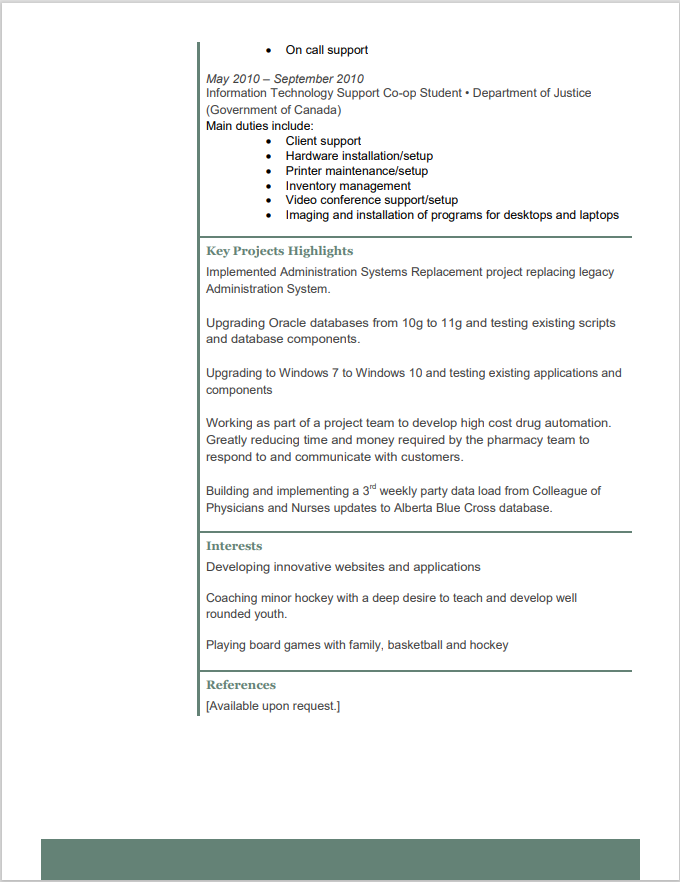 • On call support
May 2010 – September 2010
Information Technology Support Co-op Student • Department of Justice
(Government of Canada)
Main duties include:
• Client support
• Hardware installation/setup
• Printer maintenance/setup
• Inventory management
• Video conference support/setup
• Imaging and installation of programs for desktops and laptops
Key Projects Highlights
Implemented Administration Systems Replacement project replacing legacy
Administration System.
Upgrading Oracle databases from 10g to 11g and testing existing scripts
and database components.
Upgrading to Windows 7 to Windows 10 and testing existing applications and
components
Working as part of a project team to develop high cost drug automation.
Greatly reducing time and money required by the pharmacy team to
respond to and communicate with customers.
Building and implementing a 3rd weekly party data load from Colleague of
Physicians and Nurses updates to Alberta Blue Cross database.
Interests
Developing innovative websites and applications
Coaching minor hockey with a deep desire to teach and develop well
rounded youth.
Playing board games with family, basketball and hockey
References
[Available upon request.]